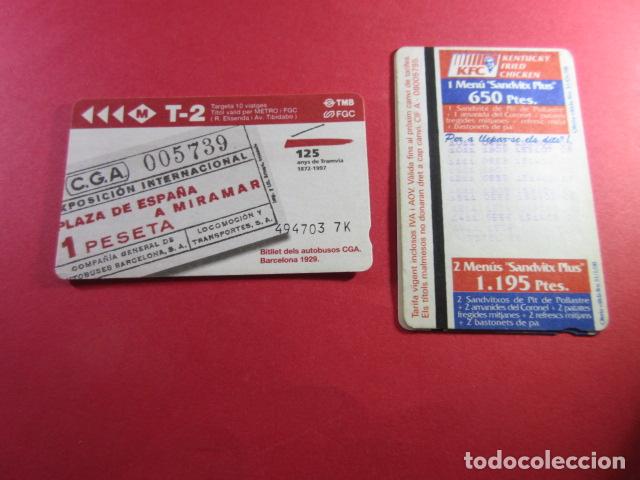 M T-2
Targeta 10 viatges
Títol vàlid per METRO i FGC
( R. Elisenda i Av. Tibidabo )
TMB
FGC
C.G.A. 005739
EXPOSICIÓN INTERNACIONAL
PLAZA DE ESPAÑA
A MIRAMAR
1 PESETA
COMPAÑÍA GENERAL DE
AUTOBUSES BARCELONA, S. A.
LOCOMOCIÓN Y
TRANSPORTES, S. A.
125
anys de Tramvia
1872-1997
494703 7K
Bitllet dels autobusos CGA.
Barcelona 1929.
Tarifa vigent inclosos IVA i AOV. Vàlida fins al pròxim canvi de tarifes.
Els títols malmesos no donaran dret a cap canvi. CIF A - 08005795
KFC
KENTUCKY
FRIED
CHICKEN
1 Menú "Sandvitx Plus"
650 Ptes.
1 Sandvitx de Pit de Pollastre
+ 1 amanida del Coronel + patates
fregides mitjanes + refresc mitjà
+ bastonets de pa
Per a llepar-se els dits!
2 Menús "Sandvitx Plus"
1.195 Ptes.
2 Sandvitxos de Pit de Pollastre
+ 2 amanides del Coronel + 2 patates
fregides mitjanes + 2 refrescs mitjans
+ 2 bastonets de pa
todocoleccion.net